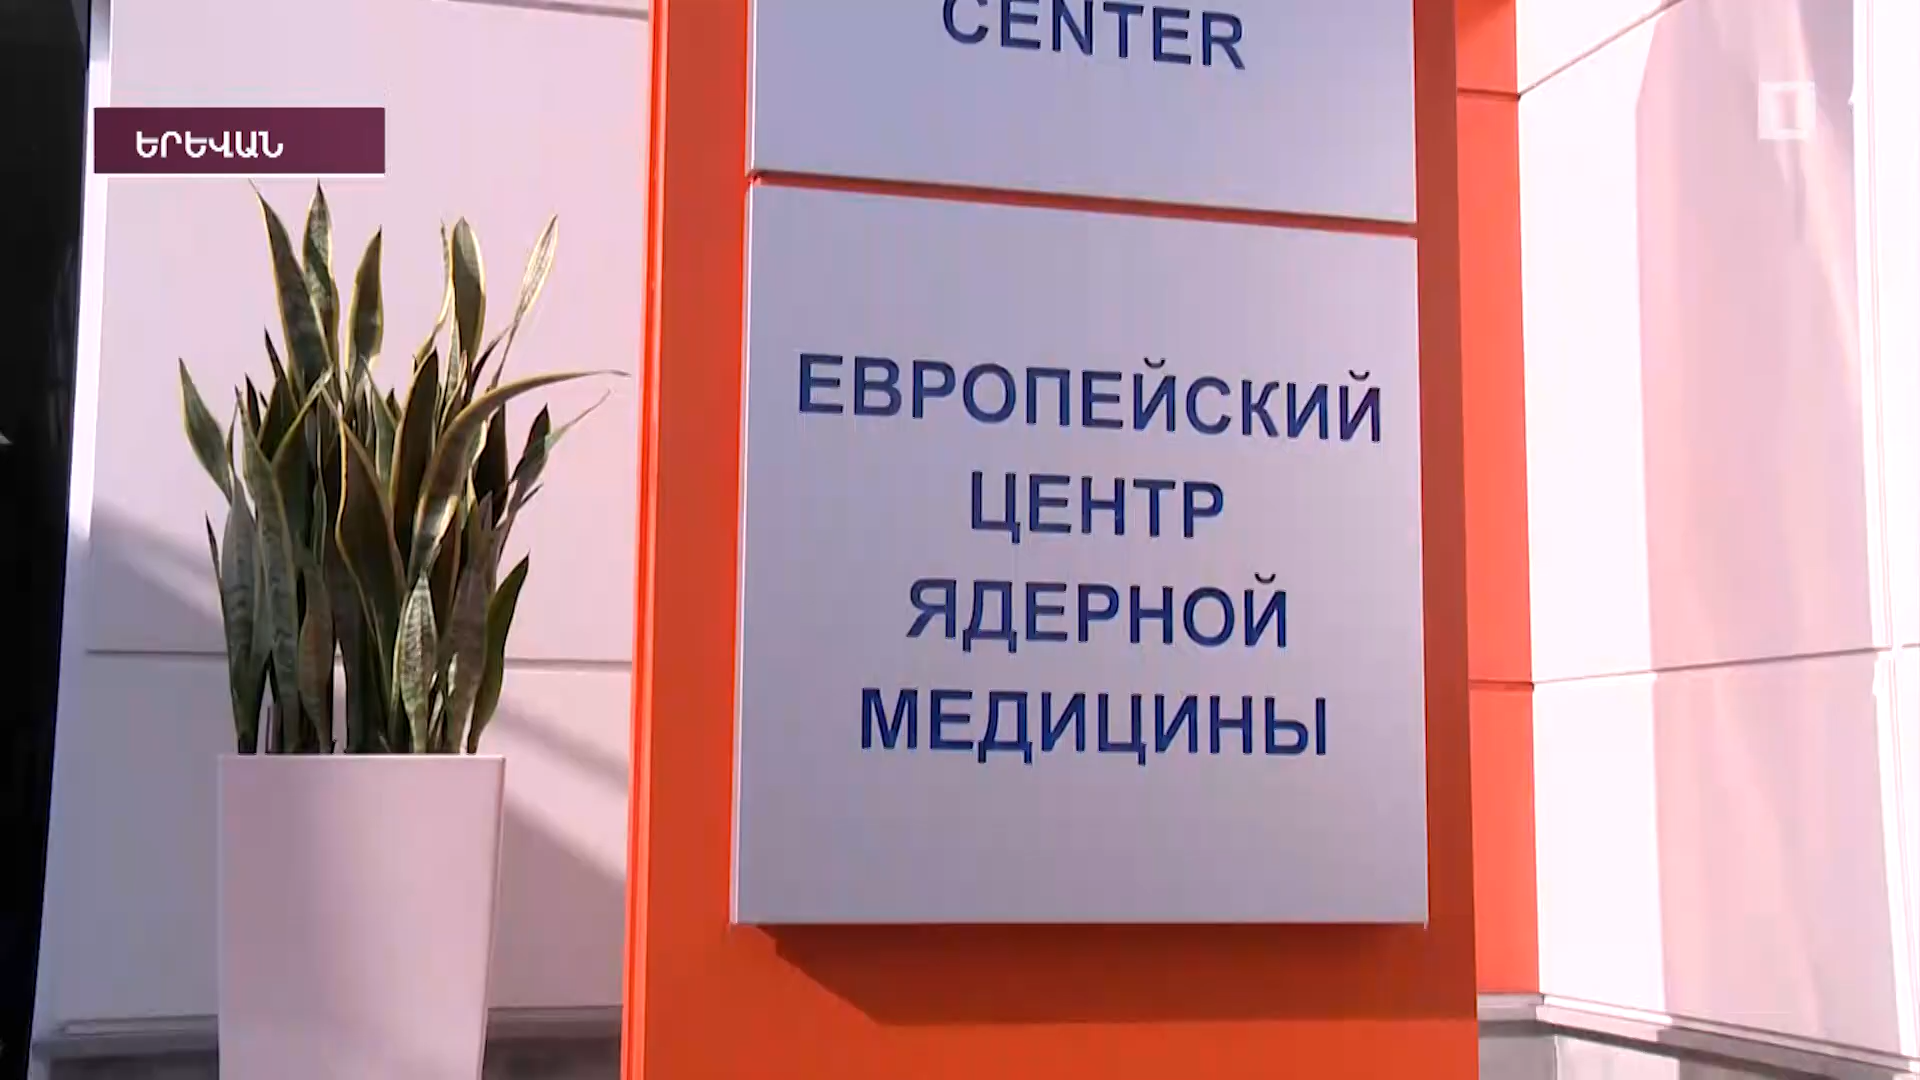 CENTER
ԵՐԵՎԱՆ
ЕВРОПЕЙСКИЙ
ЦЕНТР
ЯДЕРНОЙ
МЕДИЦИНЫ